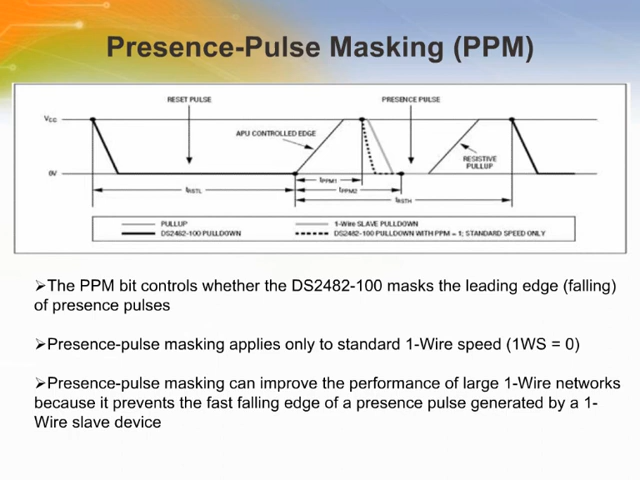 Presence-Pulse Masking (PPM)
RESET PULSE
PRESENCE PULSE
VCC
APU CONTROLLED EDGE
RESISTIVE
PULLUP
0V
tPPM1
tRSTL
tPPM2
tRSTH
PULLUP
1-Wire SLAVE PULLDOWN
DS2482-100 PULLDOWN
DS2482-100 PULLDOWN WITH PPM = 1; STANDARD SPEED ONLY
➢The PPM bit controls whether the DS2482-100 masks the leading edge (falling)
of presence pulses
➢Presence-pulse masking applies only to standard 1-Wire speed (1WS = 0)
➢Presence-pulse masking can improve the performance of large 1-Wire networks
because it prevents the fast falling edge of a presence pulse generated by a 1-
Wire slave device